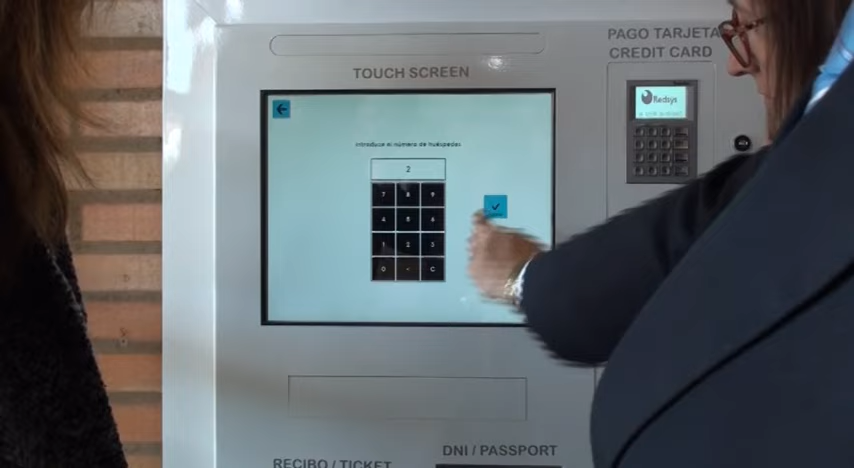 PAGO TARJETA
CREDIT CARD
TOUCH SCREEN
Redsys
Introduce el número de huéspedes
2
7 8 9
4 5 6
1 2 3
0 < C
RECIBO / TICKET
DNI / PASSPORT